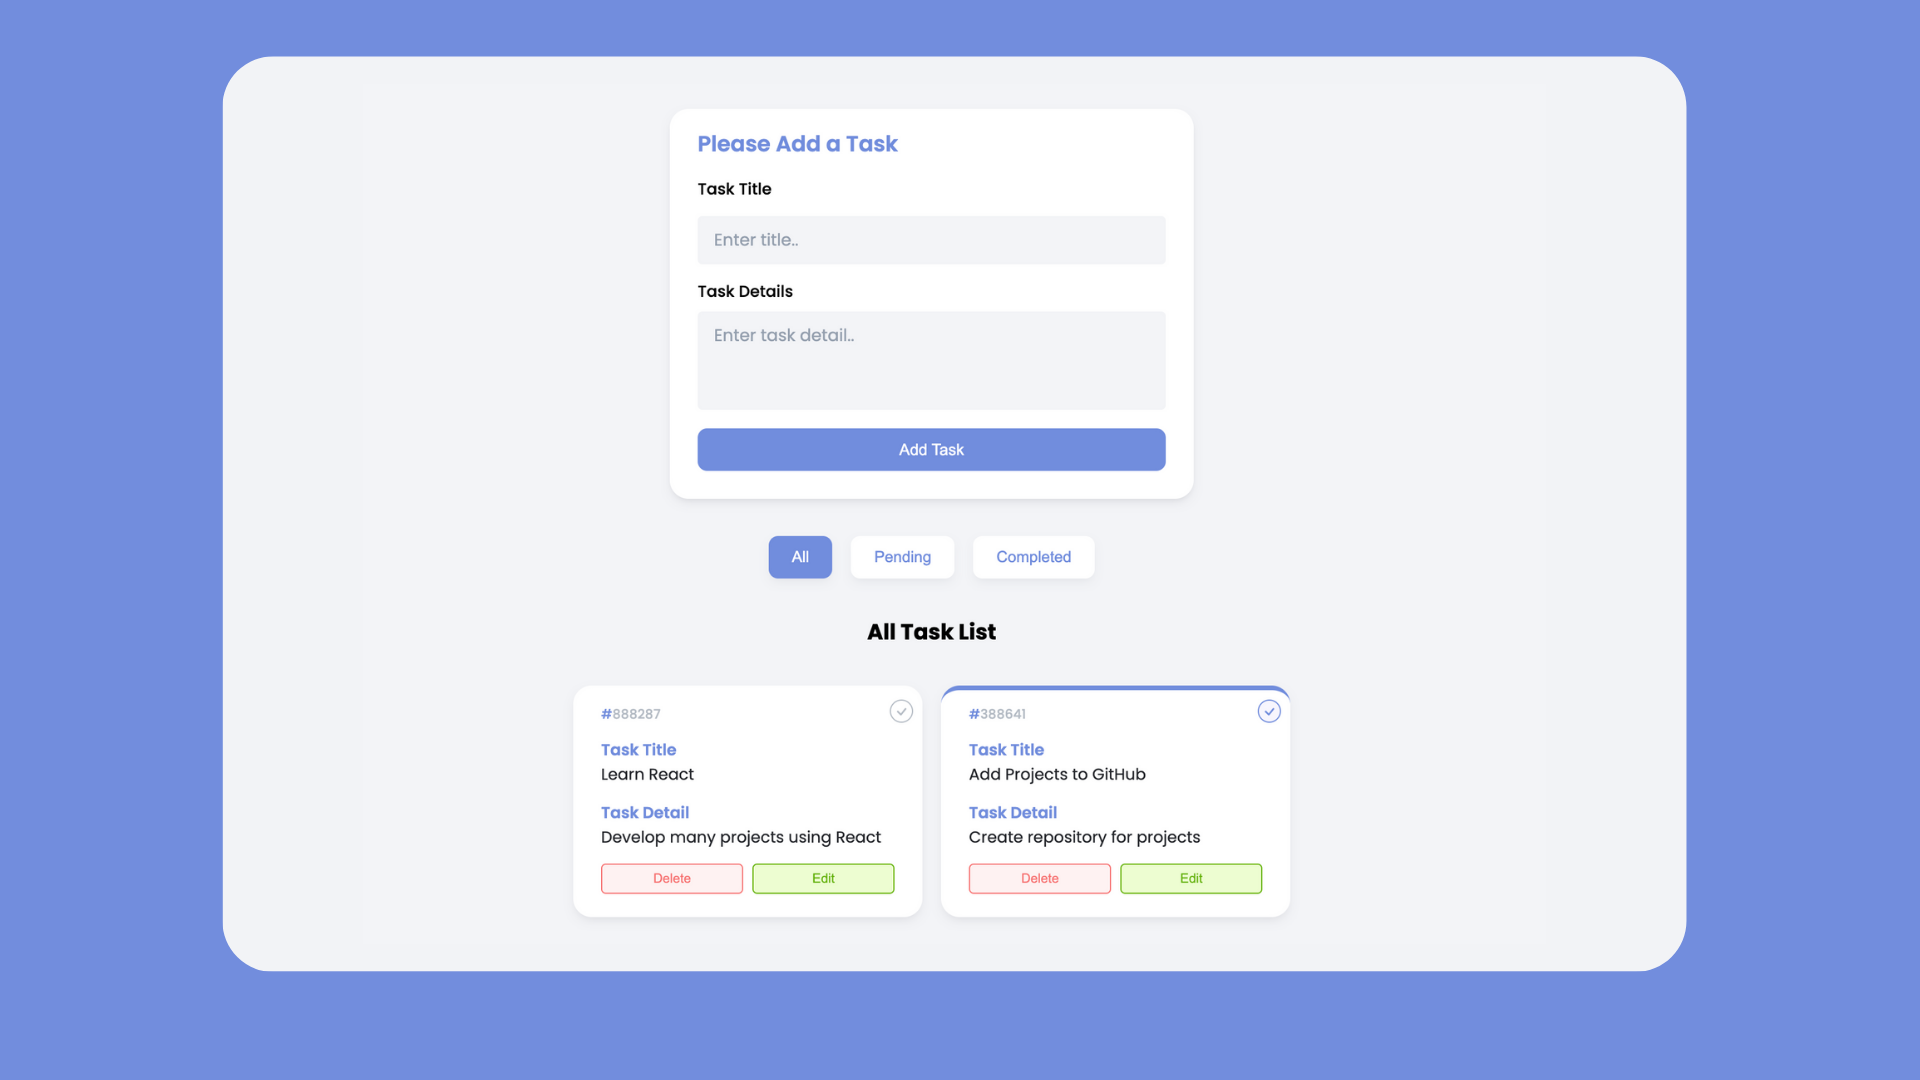 Please Add a Task
Task Title
Enter title..
Task Details
Enter task detail..
Add Task
All
Pending
Completed
All Task List
#888287
Task Title
Learn React
Task Detail
Develop many projects using React
Delete
Edit
#388641
Task Title
Add Projects to GitHub
Task Detail
Create repository for projects
Delete
Edit